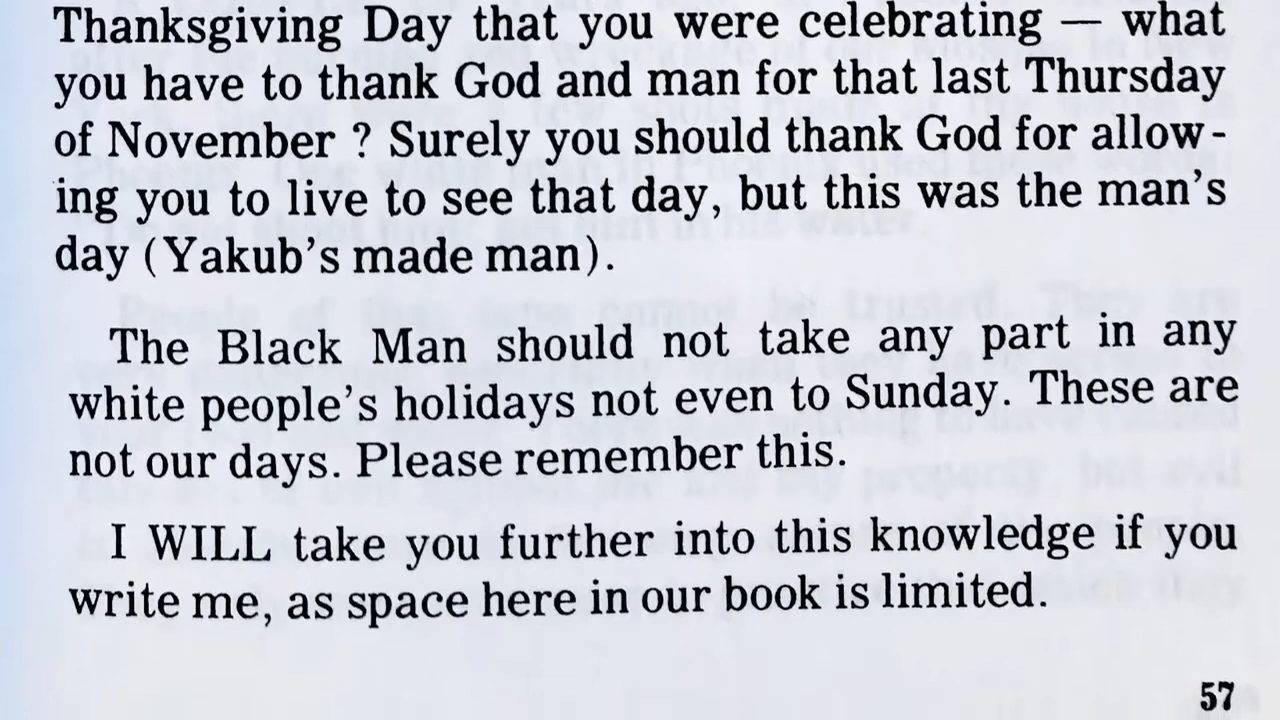 Thanksgiving Day that you were celebrating — what
you have to thank God and man for that last Thursday
of November ? Surely you should thank God for allow-
ing you to live to see that day, but this was the man's
day (Yakub's made man).
The Black Man should not take any part in any
white people's holidays not even to Sunday. These are
not our days. Please remember this.
I WILL take you further into this knowledge if you
write me, as space here in our book is limited.
57